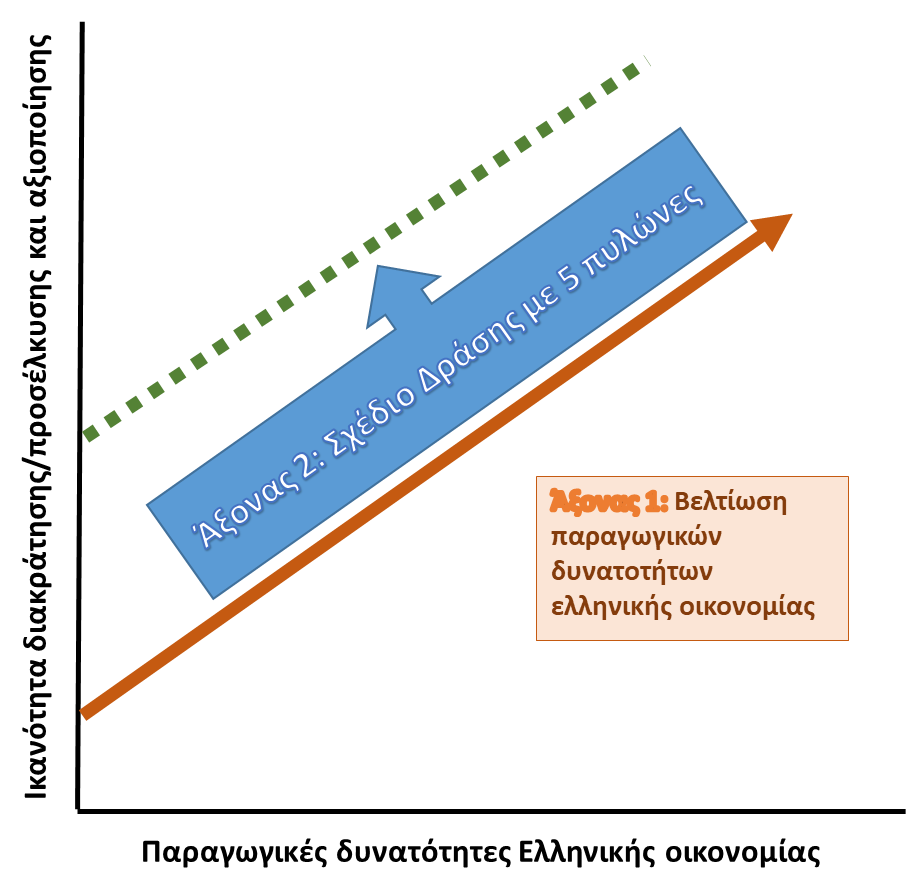 Ικανότητα διακράτησης/προσέλκυσης και αξιοποίησης
Άξονας 2: Σχέδιο Δράσης με 5 πυλώνες
Άξονας 1: Βελτίωση
παραγωγικών
δυνατοτήτων
ελληνικής οικονομίας
Παραγωγικές δυνατότητες Ελληνικής οικονομίας